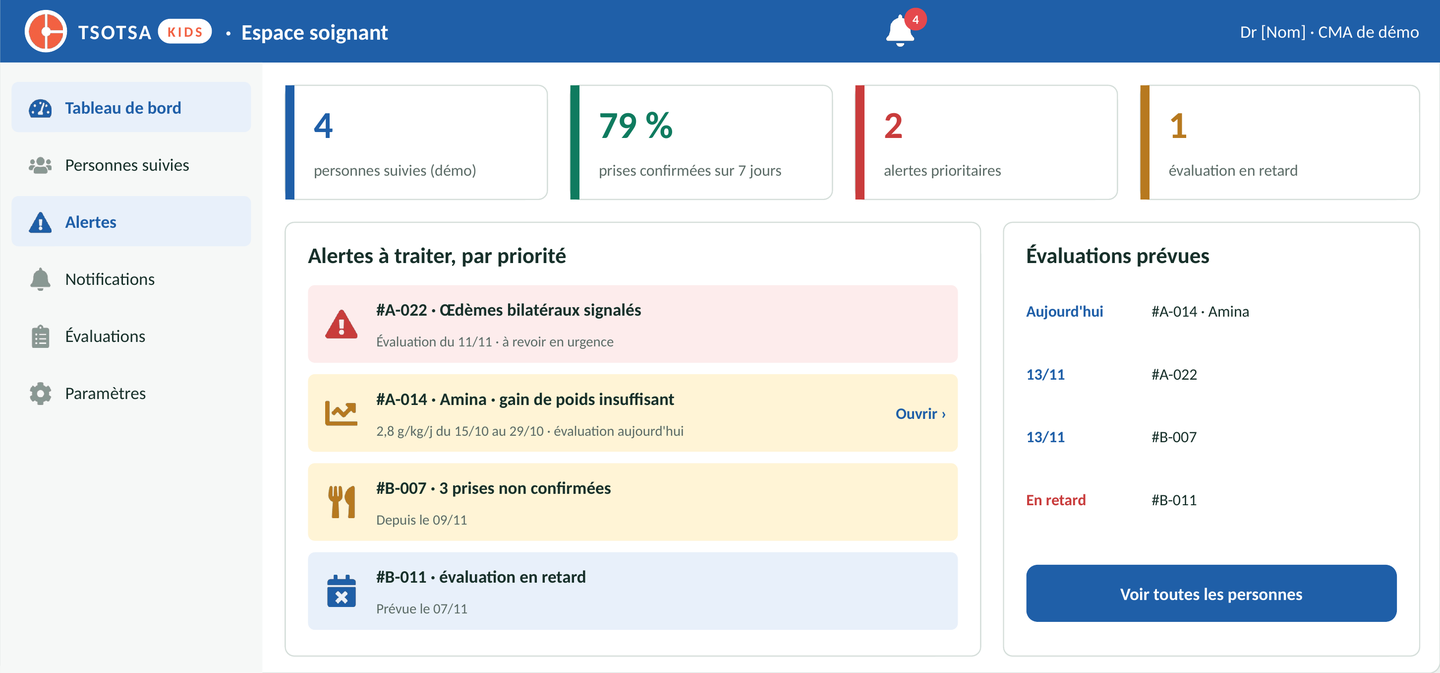 TSOTSA KIDS · Espace soignant
4
Dr [Nom] · CMA de démo
Tableau de bord
Personnes suivies
Alertes
Notifications
Évaluations
Paramètres
4
personnes suivies (démo)
79 %
prises confirmées sur 7 jours
2
alertes prioritaires
1
évaluation en retard
Alertes à traiter, par priorité
#A-022 · Œdèmes bilatéraux signalés
Évaluation du 11/11 · à revoir en urgence
#A-014 · Amina · gain de poids insuffisant
2,8 g/kg/j du 15/10 au 29/10 · évaluation aujourd'hui
Ouvrir ›
#B-007 · 3 prises non confirmées
Depuis le 09/11
#B-011 · évaluation en retard
Prévue le 07/11
Évaluations prévues
Aujourd'hui #A-014 · Amina
13/11 #A-022
13/11 #B-007
En retard #B-011
Voir toutes les personnes